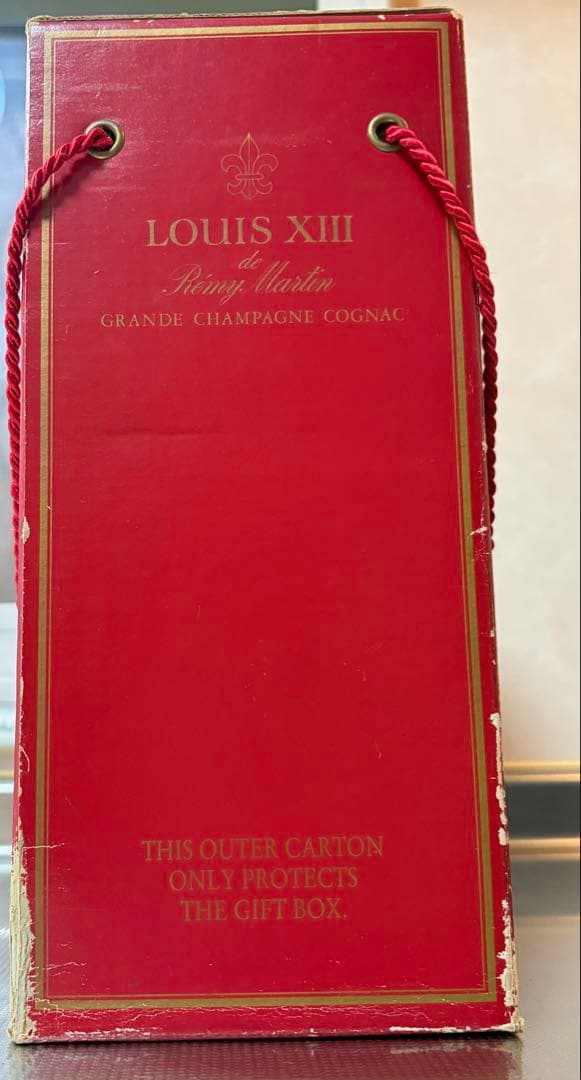 LOUIS XIII
de
Rémy Martin
GRANDE CHAMPAGNE COGNAC
THIS OUTER CARTON
ONLY PROTECTS
THE GIFT BOX.